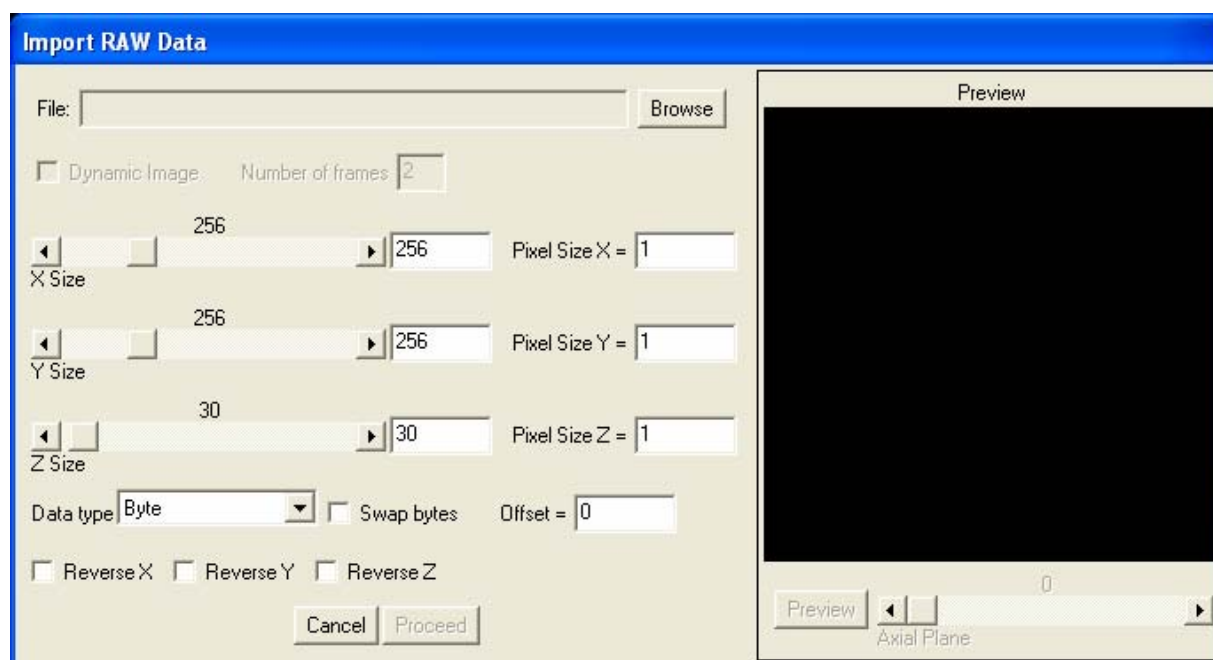 Import RAW Data
File: Browse
Dynamic Image Number of frames 2
256
256 Pixel Size X = 1
X Size
256
256 Pixel Size Y = 1
Y Size
30
30 Pixel Size Z = 1
Z Size
Data type Byte Swap bytes Offset = 0
Reverse X Reverse Y Reverse Z
Cancel Proceed
Preview
0
Preview
Axial Plane